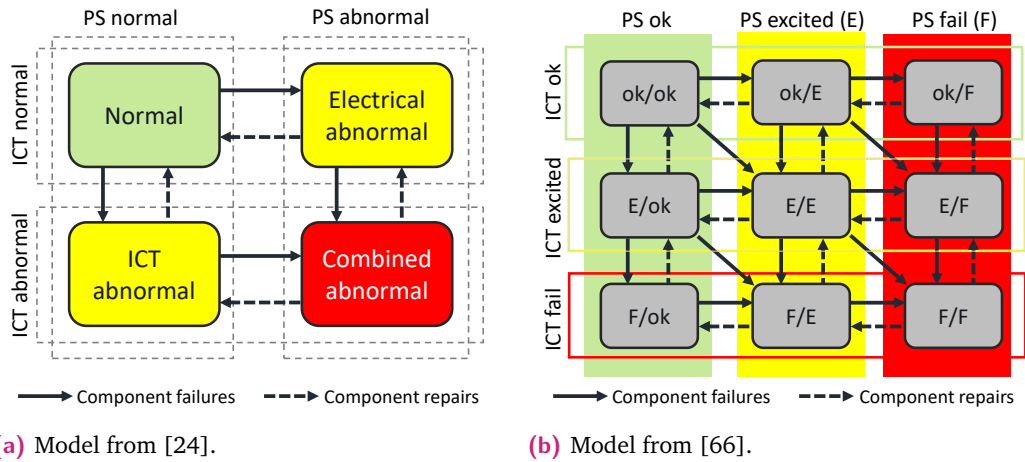 PS normal
PS abnormal
ICT normal
Normal
Electrical
abnormal
ICT abnormal
ICT
abnormal
Combined
abnormal
Component failures
Component repairs
(a) Model from [24].
PS ok
PS excited (E)
PS fail (F)
ICT ok
ok/ok
ok/E
ok/F
ICT excited
E/ok
E/E
E/F
ICT fail
F/ok
F/E
F/F
Component failures
Component repairs
(b) Model from [66].